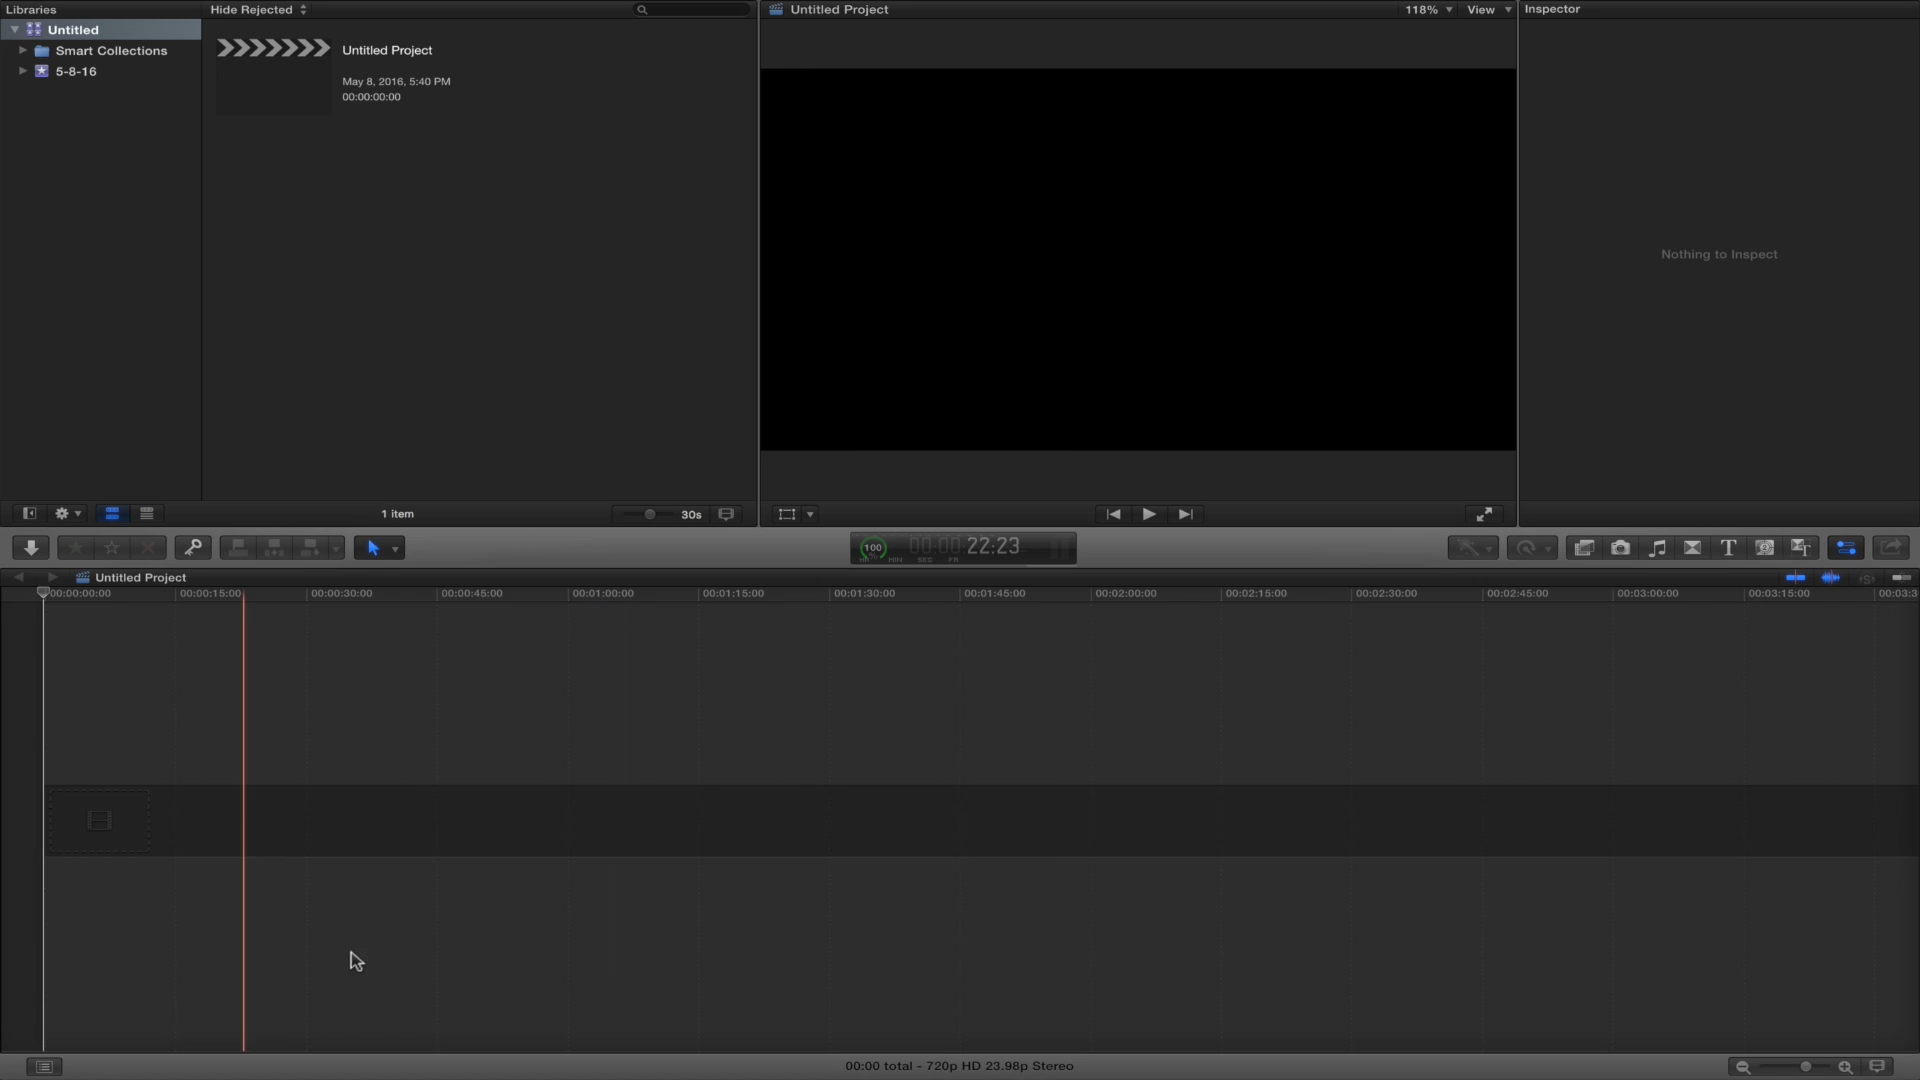 Libraries
Hide Rejected
Untitled Project
118%
View
Inspector
Untitled
Smart Collections
5-8-16
Untitled Project
May 8, 2016, 5:40 PM
00:00:00:00
Nothing to Inspect
1 item
30s
100 00:00:22:23
% HR MIN SEC FR
T
Untitled Project
00:00:00:00
00:00:15:00
00:00:30:00
00:00:45:00
00:01:00:00
00:01:15:00
00:01:30:00
00:01:45:00
00:02:00:00
00:02:15:00
00:02:30:00
00:02:45:00
00:03:00:00
00:03:15:00
00:03:3
00:00 total - 720p HD 23.98p Stereo